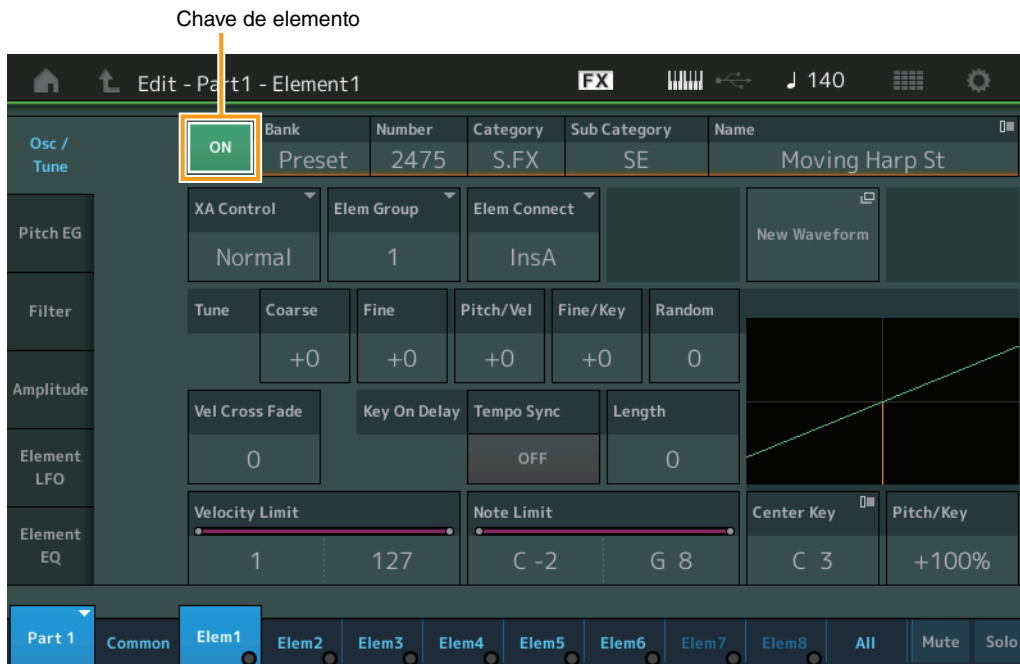 Chave de elemento
Edit - Part1 - Element1
FX
♩ 140
Osc /
Tune
ON
Bank
Preset
Number
2475
Category
S.FX
Sub Category
SE
Name
Moving Harp St
Pitch EG
XA Control
Normal
Elem Group
1
Elem Connect
InsA
New Waveform
Filter
Tune
Coarse
+0
Fine
+0
Pitch/Vel
+0
Fine/Key
+0
Random
0
Amplitude
Vel Cross Fade
0
Key On Delay
Tempo Sync
OFF
Length
0
Element
LFO
Velocity Limit
1
127
Note Limit
C -2
G 8
Center Key
C 3
Pitch/Key
+100%
Element
EQ
Part 1
Common
Elem1
Elem2
Elem3
Elem4
Elem5
Elem6
Elem7
Elem8
All
Mute
Solo